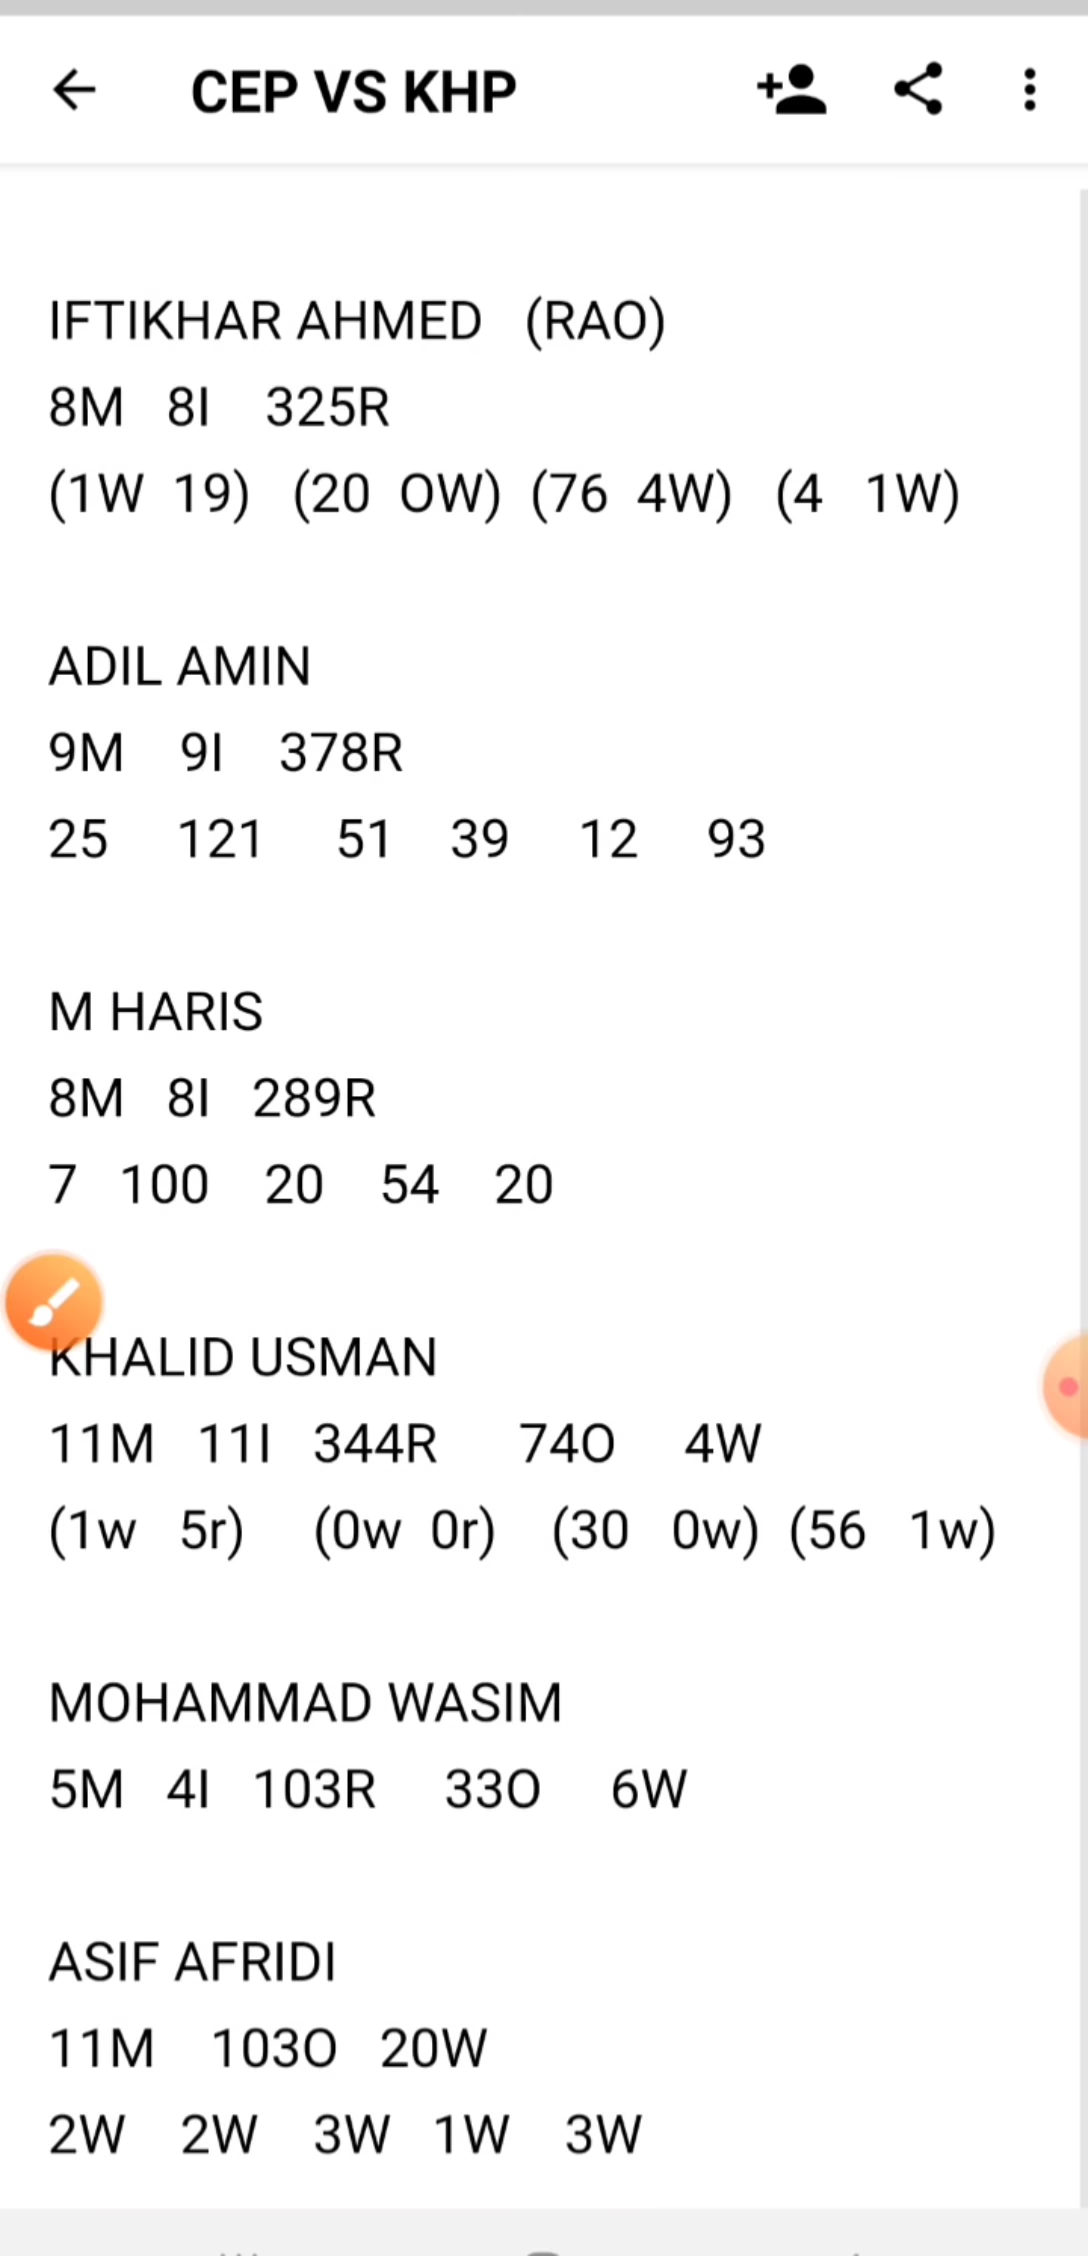 CEP VS KHP
IFTIKHAR AHMED (RAO)
8M 8I 325R
(1W 19) (20 OW) (76 4W) (4 1W)
ADIL AMIN
9M 9I 378R
25 121 51 39 12 93
M HARIS
8M 8I 289R
7 100 20 54 20
KHALID USMAN
11M 11I 344R 74O 4W
(1w 5r) (0w 0r) (30 0w) (56 1w)
MOHAMMAD WASIM
5M 4I 103R 33O 6W
ASIF AFRIDI
11M 103O 20W
2W 2W 3W 1W 3W